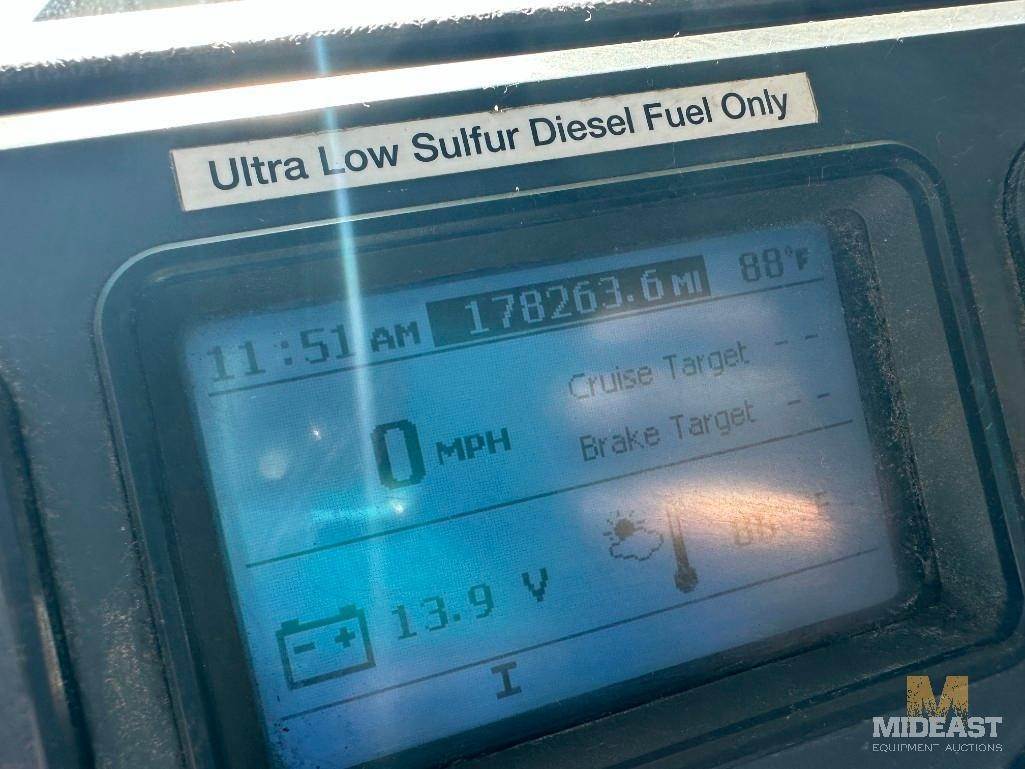 Ultra Low Sulfur Diesel Fuel Only
11:51 AM 178263.6 MI 88°F
Cruise Target --
0 MPH
Brake Target --
88° F
- + 13.9 V
I
M
MIDEAST
EQUIPMENT AUCTIONS